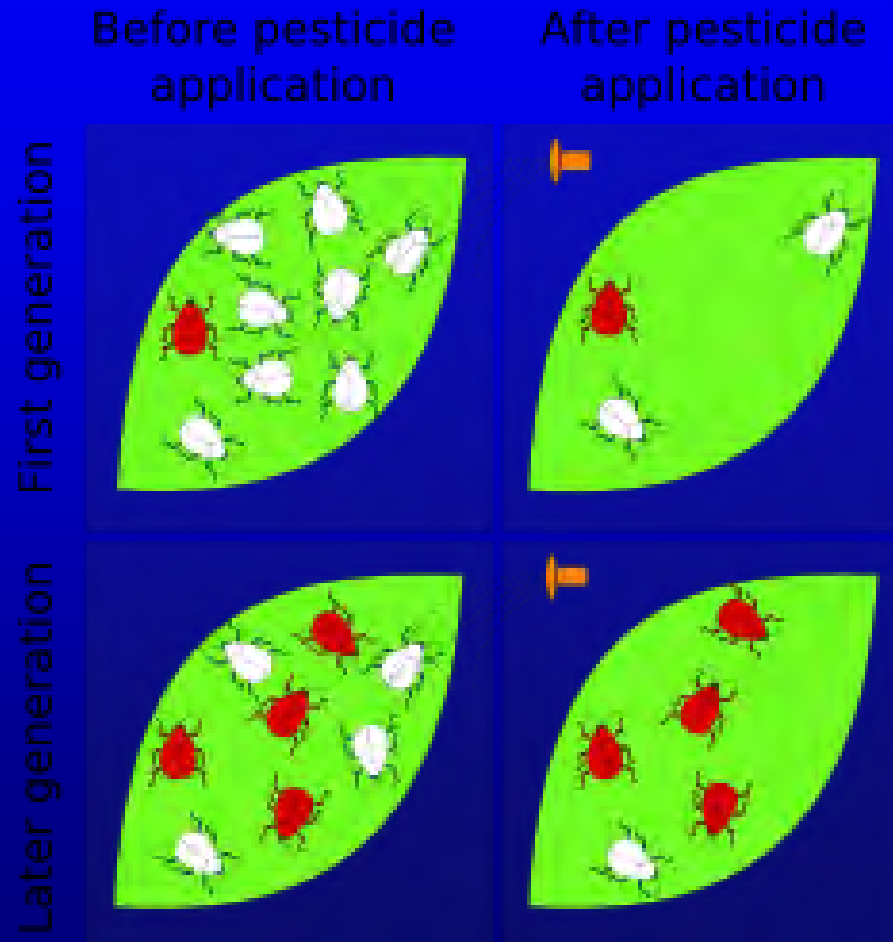 Before pesticide
application
After pesticide
application
First generation
Later generation